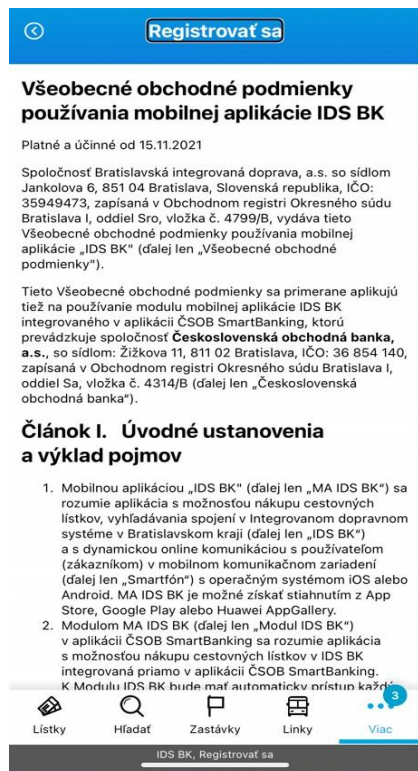 Registrovať sa
Všeobecné obchodné podmienky
používania mobilnej aplikácie IDS BK
Platné a účinné od 15.11.2021
Spoločnosť Bratislavská integrovaná doprava, a.s. so sídlom
Jankolova 6, 851 04 Bratislava, Slovenská republika, IČO:
35949473, zapísaná v Obchodnom registri Okresného súdu
Bratislava I, oddiel Sro, vložka č. 4799/B, vydáva tieto
Všeobecné obchodné podmienky používania mobilnej
aplikácie „IDS BK" (ďalej len „Všeobecné obchodné
podmienky").
Tieto Všeobecné obchodné podmienky sa primerane aplikujú
tiež na používanie modulu mobilnej aplikácie IDS BK
integrovaného v aplikácii ČSOB SmartBanking, ktorú
prevádzkuje spoločnosť Československá obchodná banka,
a.s., so sídlom: Žižkova 11, 811 02 Bratislava, IČO: 36 854 140,
zapísaná v Obchodnom registri Okresného súdu Bratislava I,
oddiel Sa, vložka č. 4314/B (ďalej len „Československá
obchodná banka“).
Článok I. Úvodné ustanovenia
a výklad pojmov
1. Mobilnou aplikáciou „IDS BK" (ďalej len „MA IDS BK“) sa
rozumie aplikácia s možnosťou nákupu cestovných
lístkov, vyhľadávania spojení v Integrovanom dopravnom
systéme v Bratislavskom kraji (ďalej len „IDS BK“)
a s dynamickou online komunikáciou s používateľom
(zákazníkom) v mobilnom komunikačnom zariadení
(ďalej len „Smartfón“) s operačným systémom iOS alebo
Android. MA IDS BK je možné získať stiahnutím z App
Store, Google Play alebo Huawei AppGallery.
2. Modulom MA IDS BK (ďalej len „Modul IDS BK“)
v aplikácii ČSOB SmartBanking sa rozumie aplikácia
s možnosťou nákupu cestovných lístkov v IDS BK
integrovaná priamo v aplikácii ČSOB SmartBanking.
K Modulu IDS BK bude mať automaticky prístup každý
3
Lístky Hľadať Zastávky Linky Viac
IDS BK, Registrovať sa